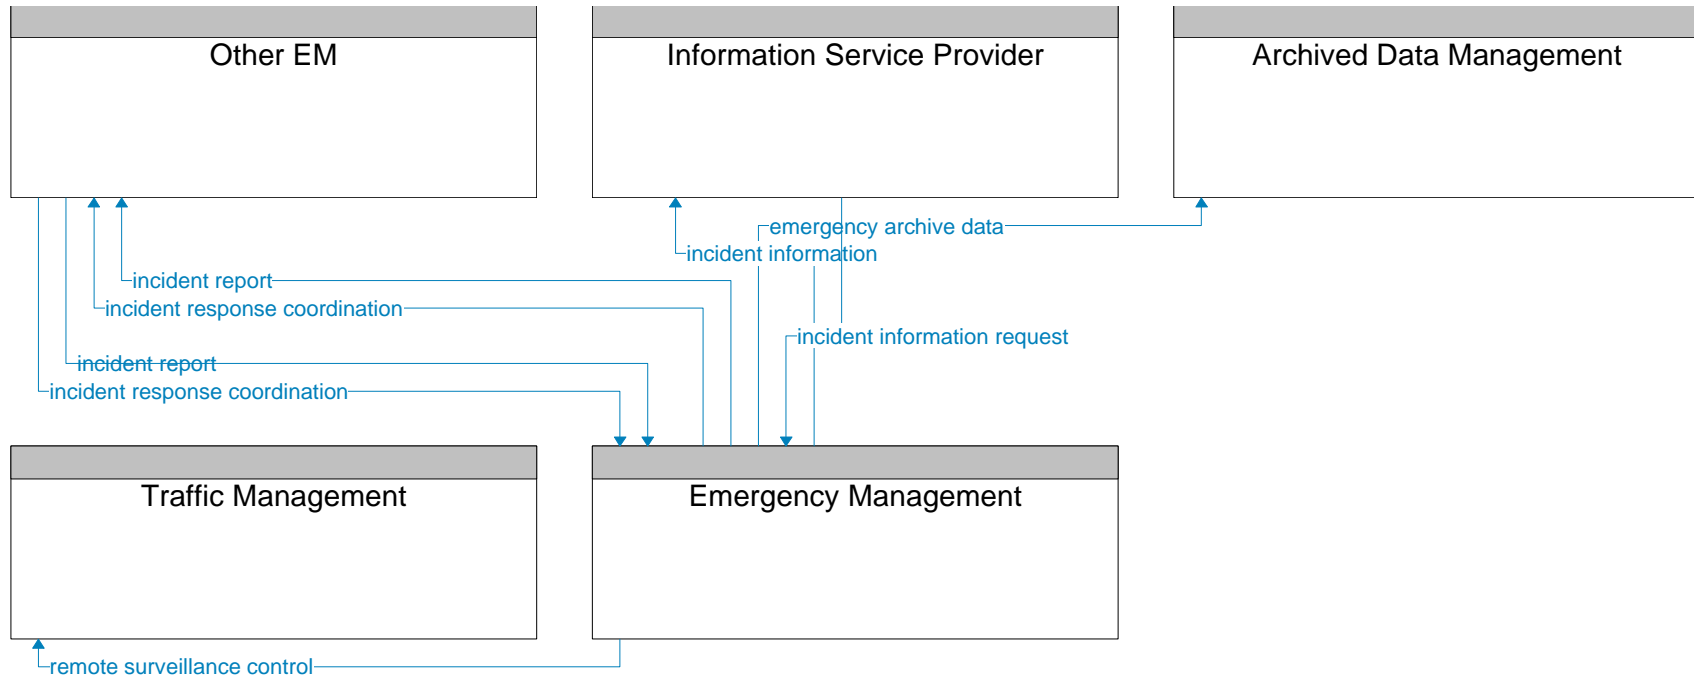 Other EM
Information Service Provider
Archived Data Management
emergency archive data
incident information
incident report
incident response coordination
incident information request
incident report
incident response coordination
Traffic Management
Emergency Management
remote surveillance control